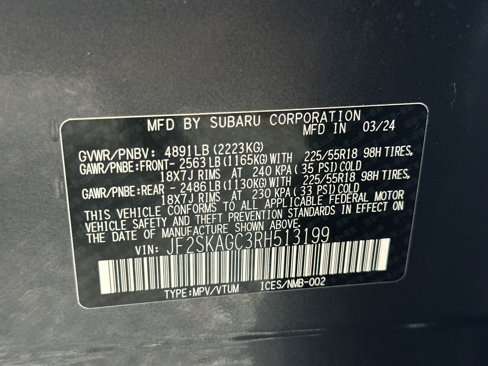 MFD BY SUBARU CORPORATION
MFD IN 03/24
GVWR/PNBV: 4891LB (2223KG)
GAWR/PNBE:FRONT- 2563 LB (1165KG)WITH 225/55R18 98H TIRES,
18X7J RIMS AT 240 KPA (35 PSI)COLD
GAWR/PNBE:REAR - 2486 LB (1130KG)WITH 225/55R18 98H TIRES,
18X7J RIMS AT 230 KPA (33 PSI)COLD
THIS VEHICLE CONFORMS TO ALL APPLICABLE FEDERAL MOTOR
VEHICLE SAFETY AND THEFT PREVENTION STANDARDS IN EFFECT ON
THE DATE OF MANUFACTURE SHOWN ABOVE.
VIN: JF2SKAGC3RH513199
TYPE:MPV/VTUM ICES/NMB-002